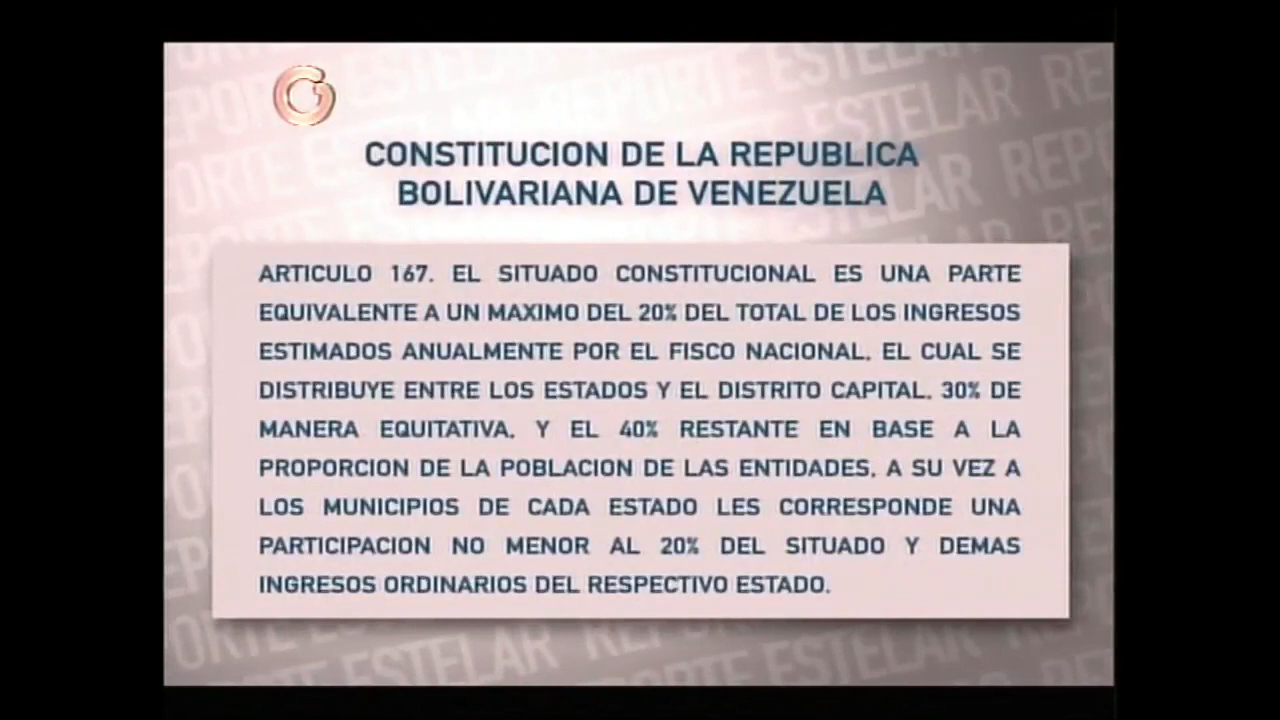 CONSTITUCION DE LA REPUBLICA
BOLIVARIANA DE VENEZUELA
ARTICULO 167. EL SITUADO CONSTITUCIONAL ES UNA PARTE
EQUIVALENTE A UN MAXIMO DEL 20% DEL TOTAL DE LOS INGRESOS
ESTIMADOS ANUALMENTE POR EL FISCO NACIONAL, EL CUAL SE
DISTRIBUYE ENTRE LOS ESTADOS Y EL DISTRITO CAPITAL, 30% DE
MANERA EQUITATIVA, Y EL 40% RESTANTE EN BASE A LA
PROPORCION DE LA POBLACION DE LAS ENTIDADES, A SU VEZ A
LOS MUNICIPIOS DE CADA ESTADO LES CORRESPONDE UNA
PARTICIPACION NO MENOR AL 20% DEL SITUADO Y DEMAS
INGRESOS ORDINARIOS DEL RESPECTIVO ESTADO.